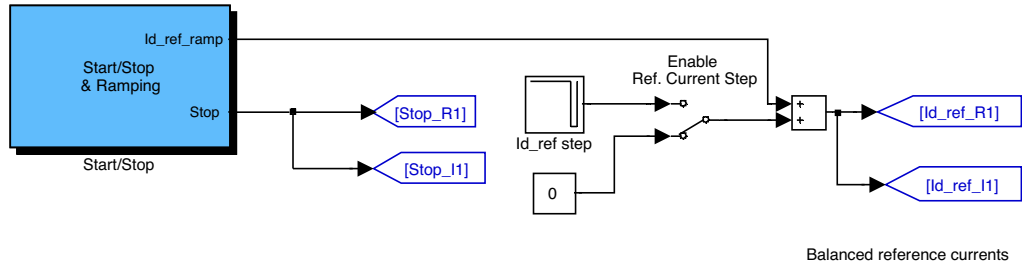 Id_ref_ramp
Start/Stop
& Ramping
Stop
Start/Stop
[Stop_R1]
[Stop_I1]
Id_ref step
0
Enable
Ref. Current Step
+
+
[Id_ref_R1]
[Id_ref_I1]
Balanced reference currents